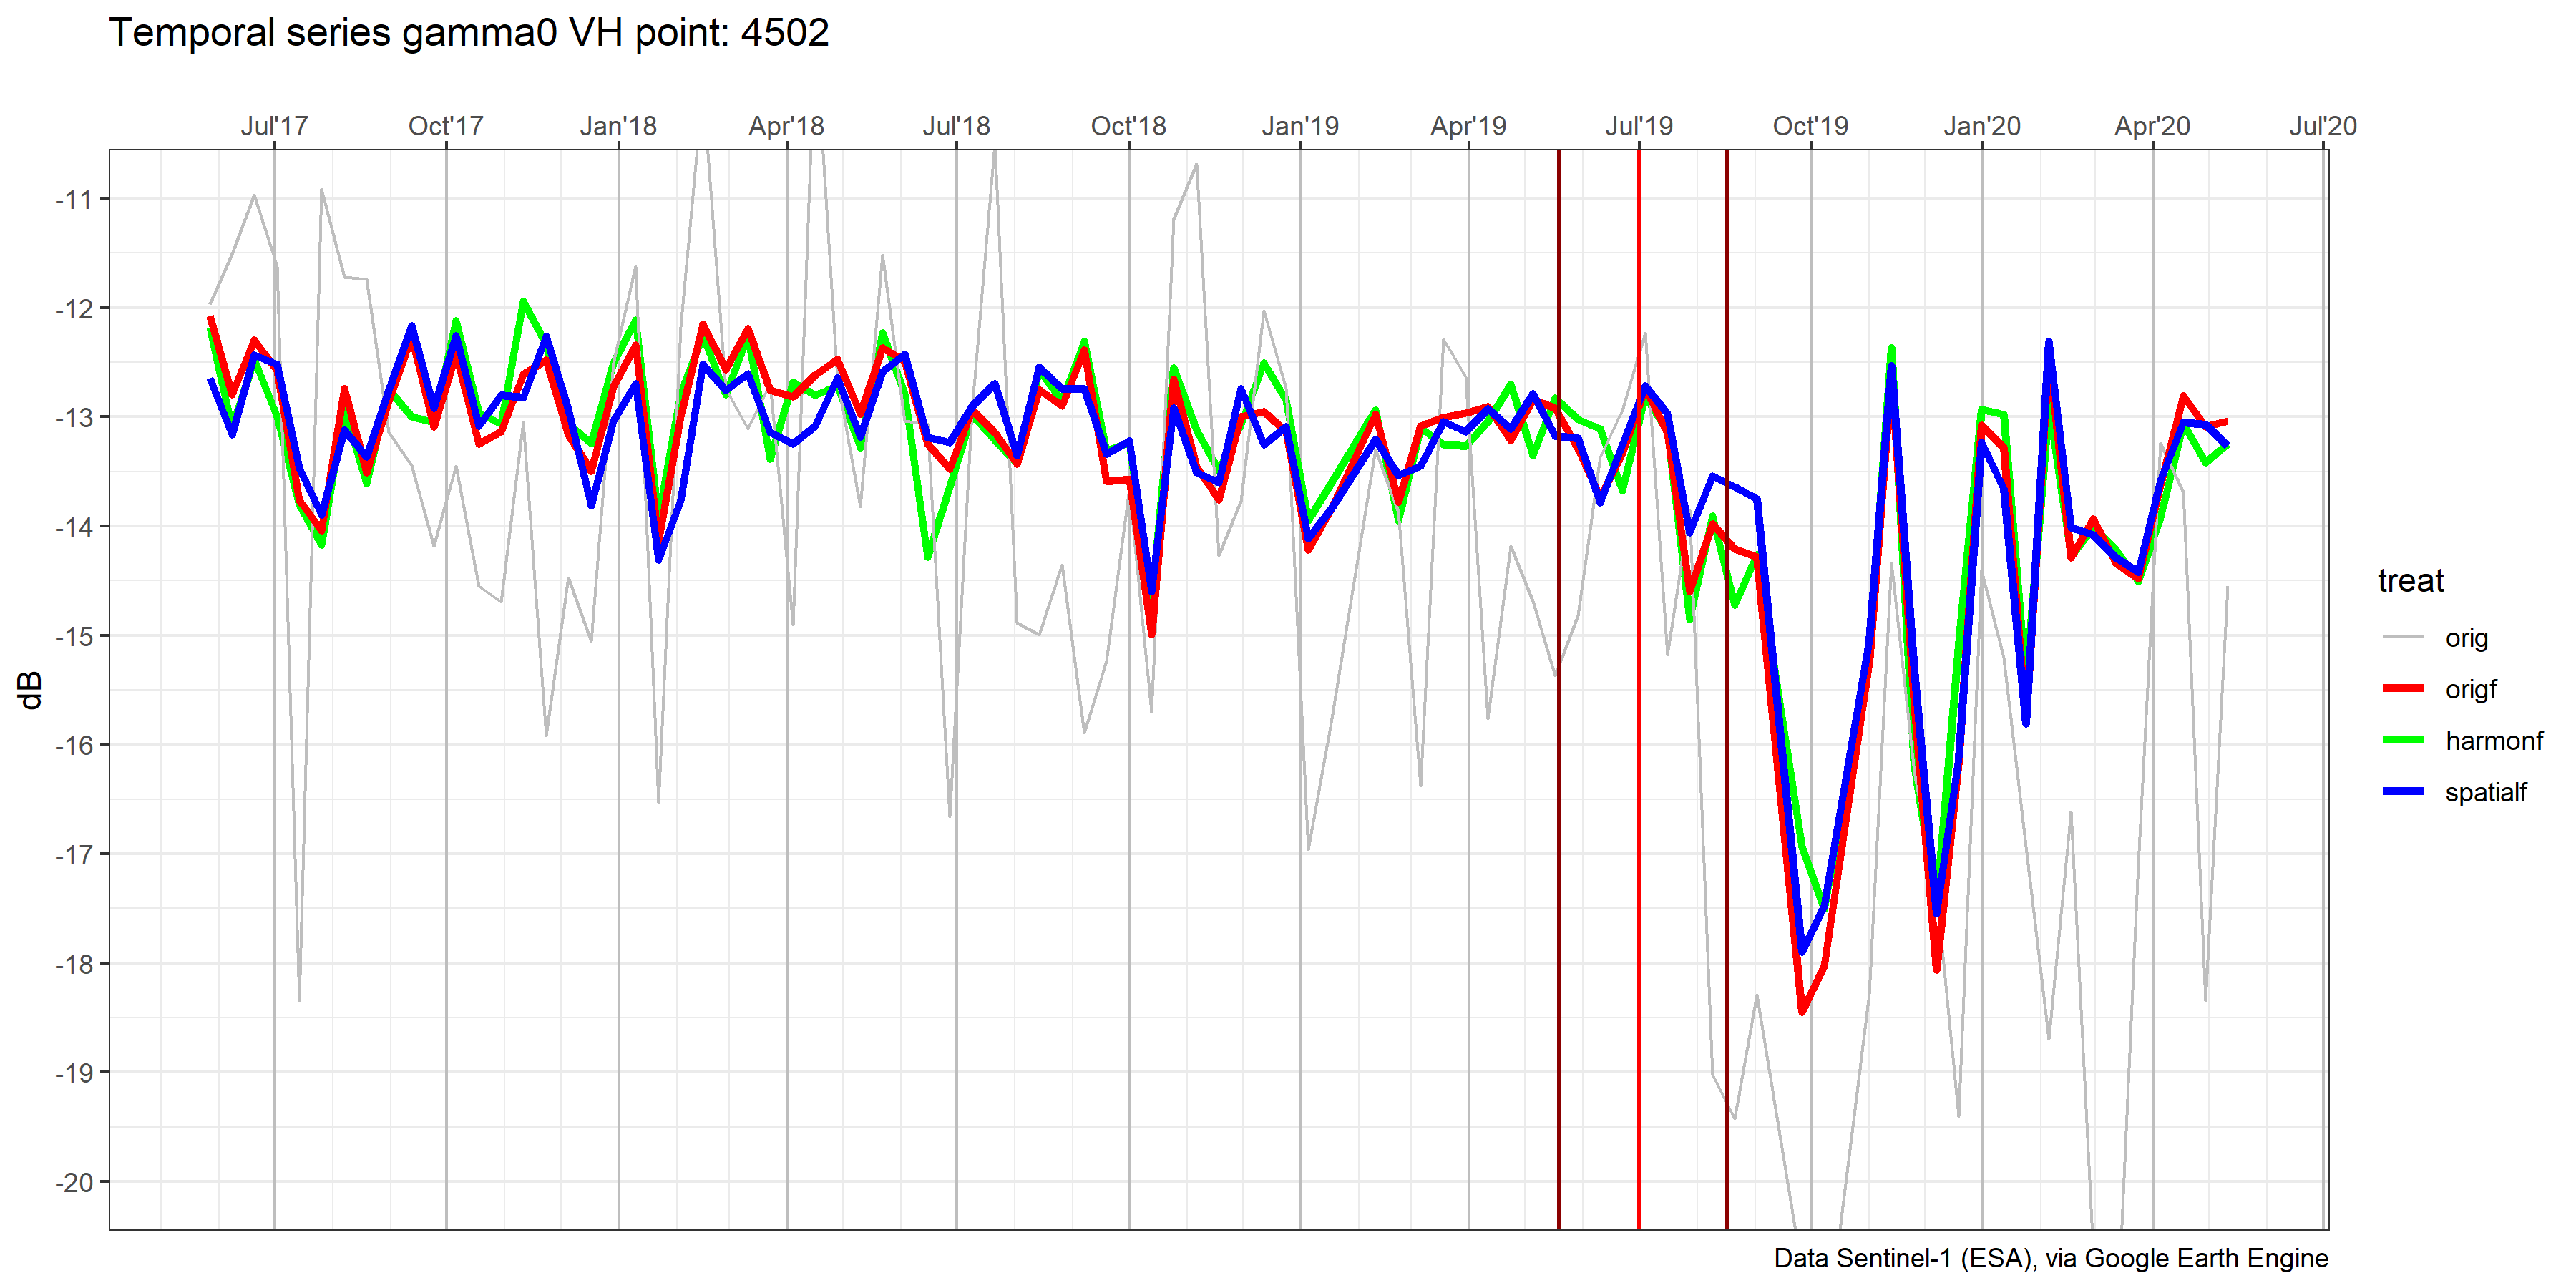 Temporal series gamma0 VH point: 4502
Jul'17 Oct'17 Jan'18 Apr'18 Jul'18 Oct'18 Jan'19 Apr'19 Jul'19 Oct'19 Jan'20 Apr'20 Jul'20
-11
-12
-13
-14
-15
-16
-17
-18
-19
-20
dB
treat
orig
origf
harmonf
spatialf
Data Sentinel-1 (ESA), via Google Earth Engine